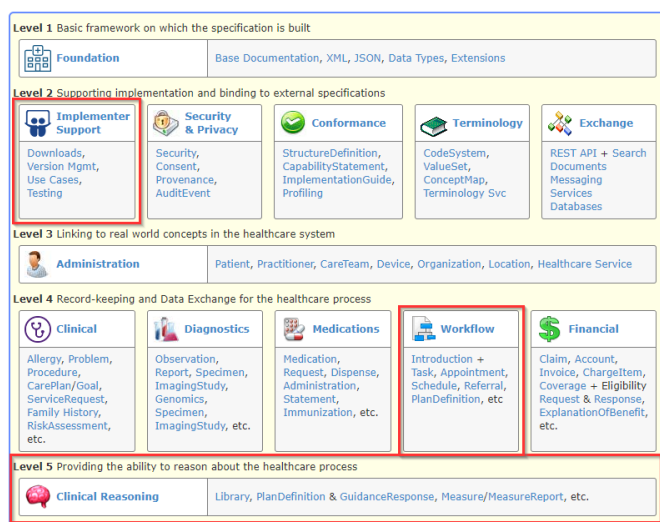 Level 1 Basic framework on which the specification is built
Foundation
Base Documentation, XML, JSON, Data Types, Extensions
Level 2 Supporting implementation and binding to external specifications
Implementer
Support
Downloads,
Version Mgmt,
Use Cases,
Testing
Security
& Privacy
Security,
Consent,
Provenance,
AuditEvent
Conformance
StructureDefinition,
CapabilityStatement,
ImplementationGuide,
Profiling
Terminology
CodeSystem,
ValueSet,
ConceptMap,
Terminology Svc
Exchange
REST API + Search
Documents
Messaging
Services
Databases
Level 3 Linking to real world concepts in the healthcare system
Administration
Patient, Practitioner, CareTeam, Device, Organization, Location, Healthcare Service
Level 4 Record-keeping and Data Exchange for the healthcare process
Clinical
Allergy, Problem,
Procedure,
CarePlan/Goal,
ServiceRequest,
Family History,
RiskAssessment,
etc.
Diagnostics
Observation,
Report, Specimen,
ImagingStudy,
Genomics,
Specimen,
ImagingStudy, etc.
Medications
Medication,
Request, Dispense,
Administration,
Statement,
Immunization, etc.
Workflow
Introduction +
Task, Appointment,
Schedule, Referral,
PlanDefinition, etc
Financial
Claim, Account,
Invoice, ChargeItem,
Coverage + Eligibility
Request & Response,
ExplanationOfBenefit,
etc.
Level 5 Providing the ability to reason about the healthcare process
Clinical Reasoning
Library, PlanDefinition & GuidanceResponse, Measure/MeasureReport, etc.